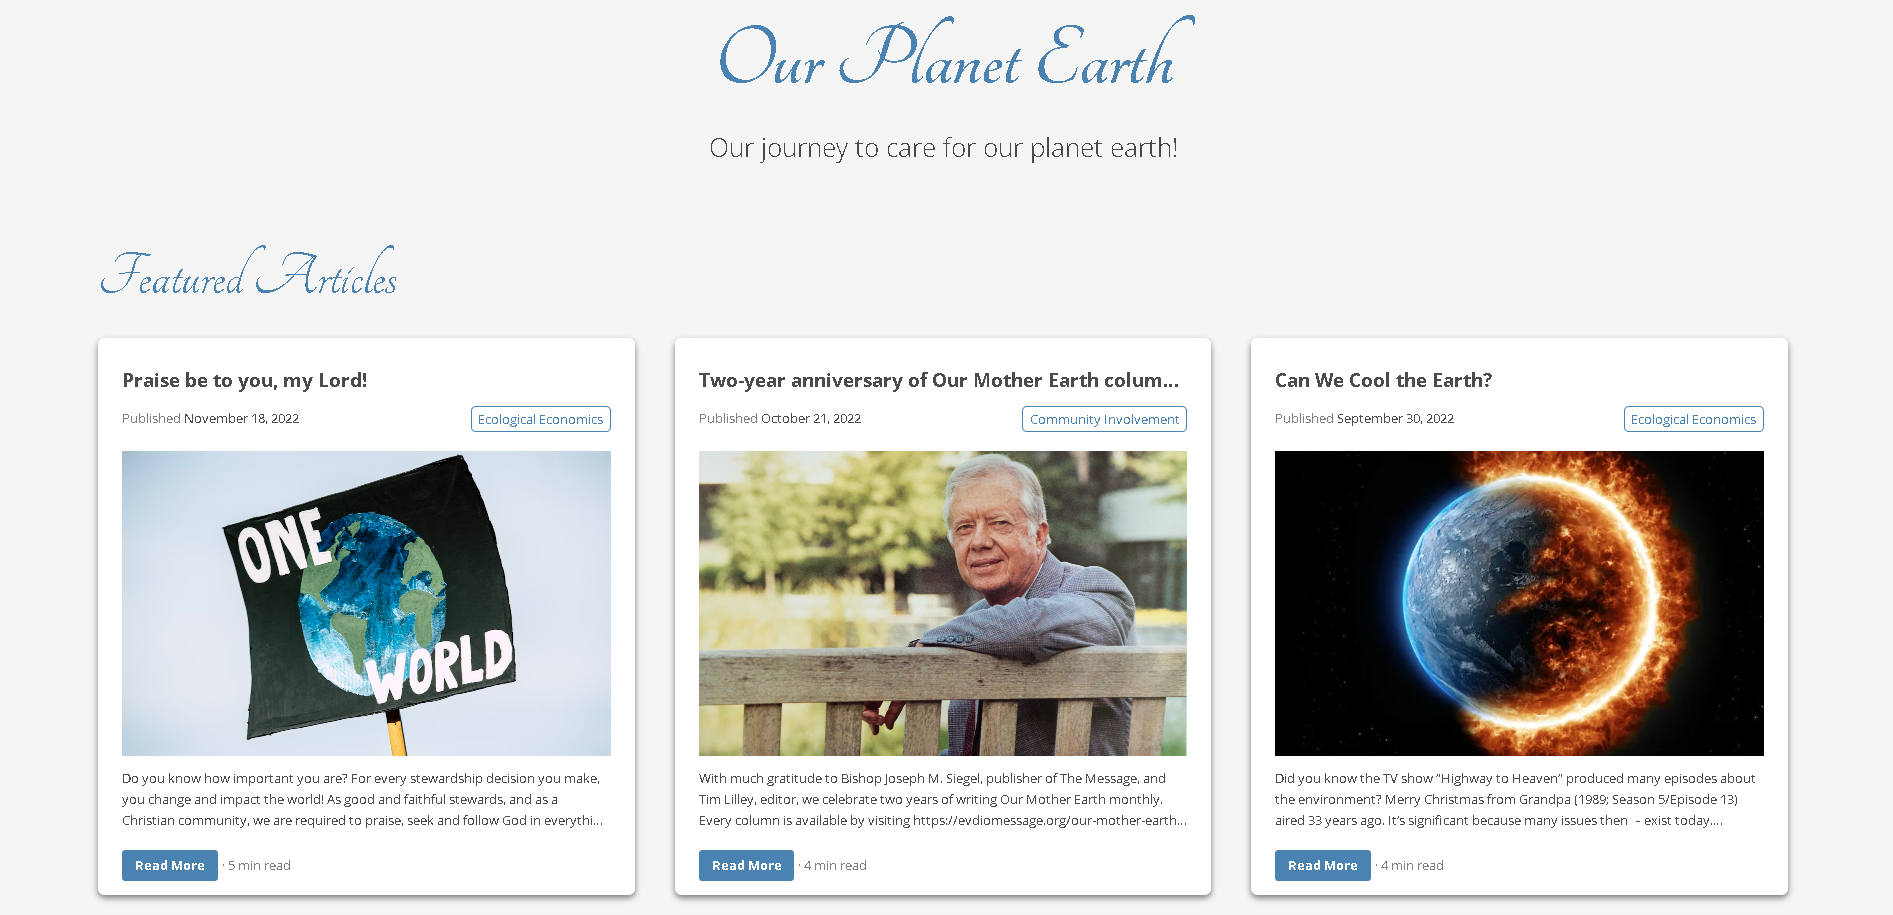 Our Planet Earth
Our journey to care for our planet earth!
Featured Articles
Praise be to you, my Lord!
Published November 18, 2022
Ecological Economics
ONE
WORLD
Do you know how important you are? For every stewardship decision you make,
you change and impact the world! As good and faithful stewards, and as a
Christian community, we are required to praise, seek and follow God in everythi...
Read More · 5 min read
Two-year anniversary of Our Mother Earth colum...
Published October 21, 2022
Community Involvement
With much gratitude to Bishop Joseph M. Siegel, publisher of The Message, and
Tim Lilley, editor, we celebrate two years of writing Our Mother Earth monthly.
Every column is available by visiting https://evdiomessage.org/our-mother-earth...
Read More · 4 min read
Can We Cool the Earth?
Published September 30, 2022
Ecological Economics
Did you know the TV show “Highway to Heaven” produced many episodes about
the environment? Merry Christmas from Grandpa (1989; Season 5/Episode 13)
aired 33 years ago. It’s significant because many issues then – exist today....
Read More · 4 min read